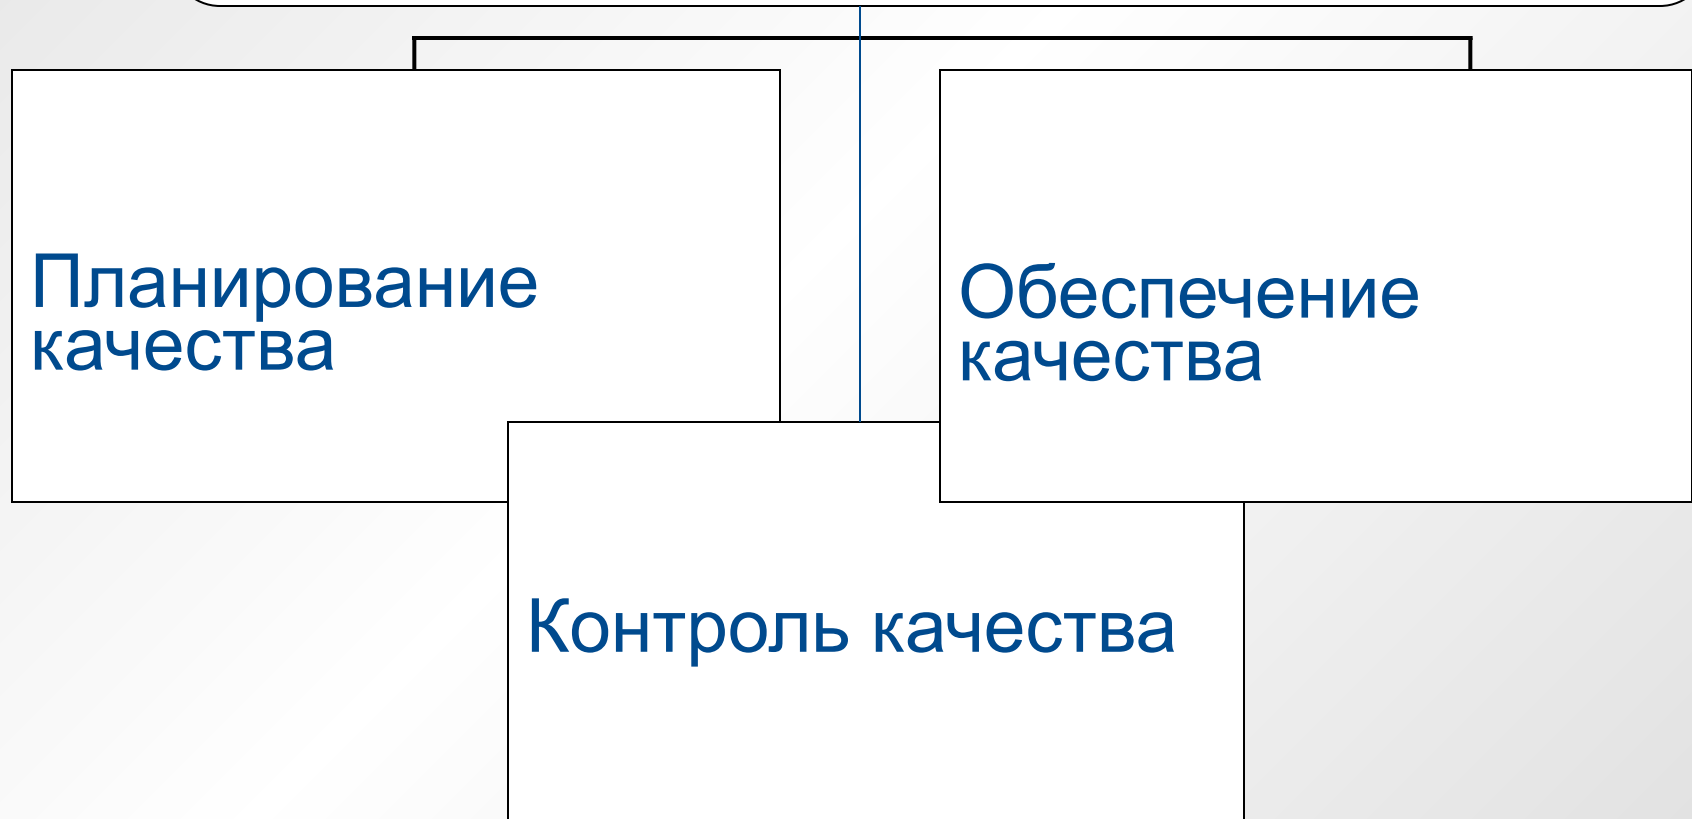 Планирование
качества
Обеспечение
качества
Контроль качества